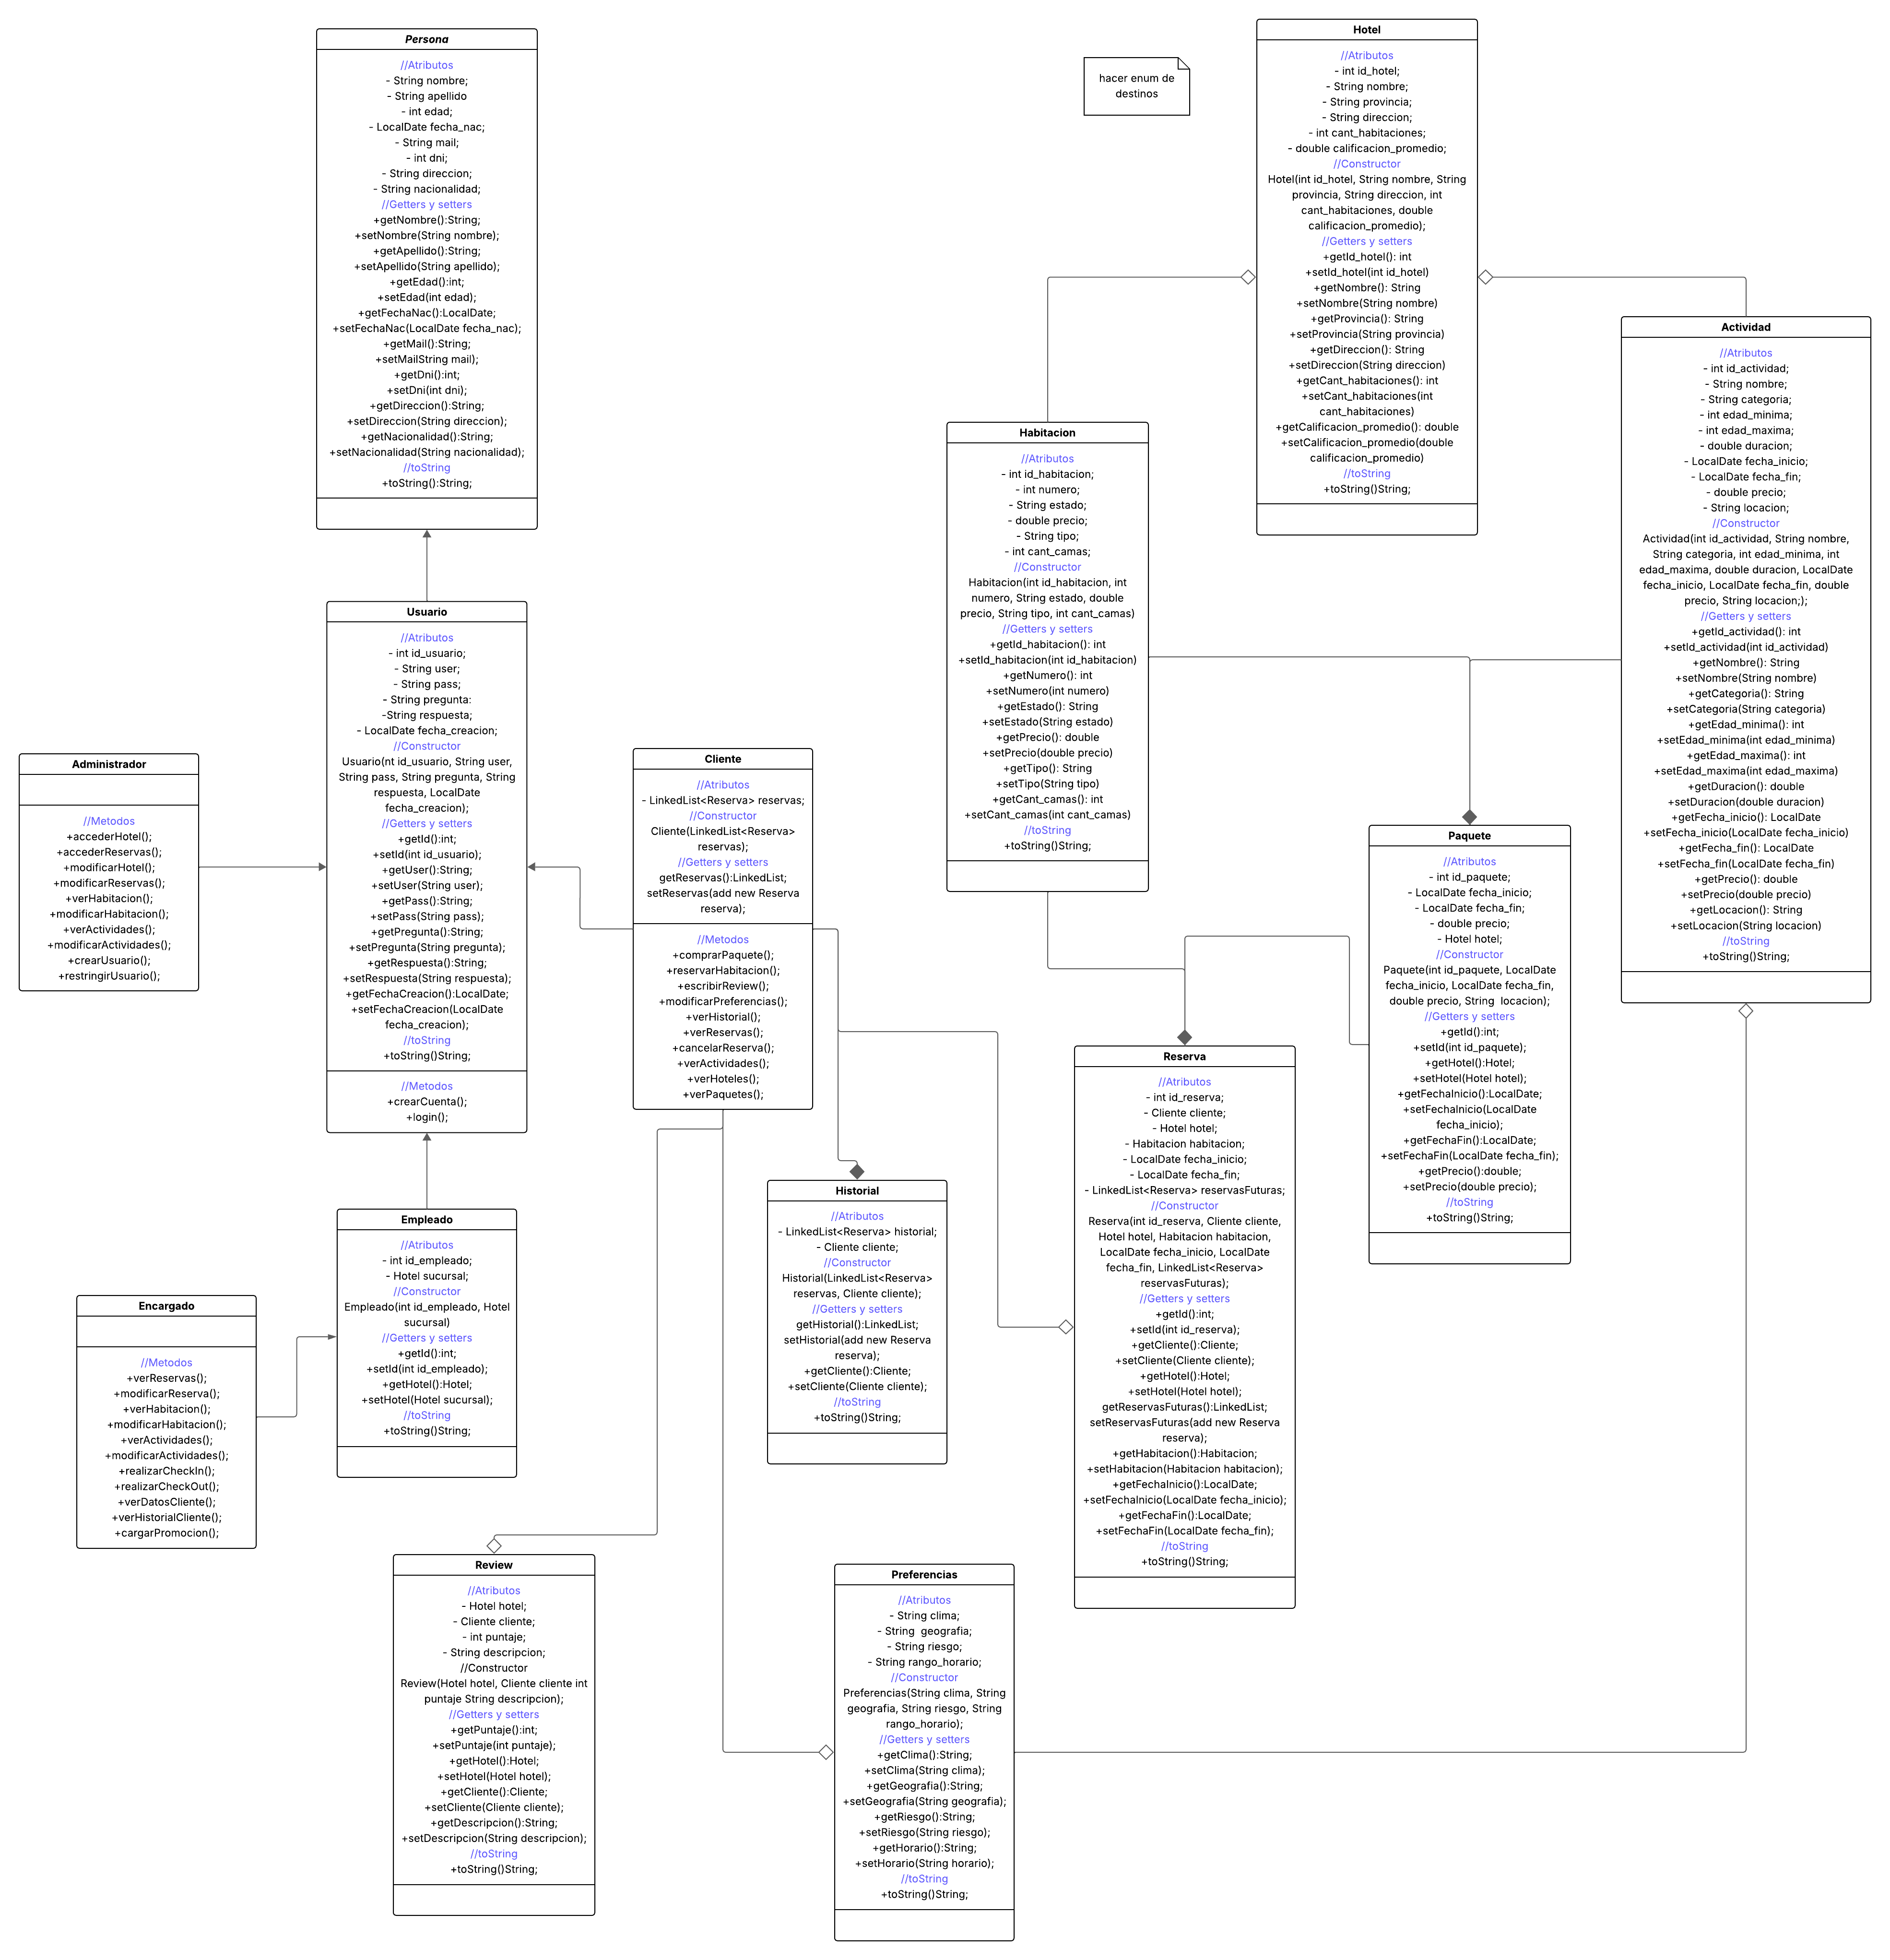 Persona
//Atributos
- String nombre;
- String apellido
- int edad;
- LocalDate fecha_nac;
- String mail;
- int dni;
- String direccion;
- String nacionalidad;
//Getters y setters
+getNombre():String;
+setNombre(String nombre);
+getApellido():String;
+setApellido(String apellido);
+getEdad():int;
+setEdad(int edad);
+getFechaNac():LocalDate;
+setFechaNac(LocalDate fecha_nac);
+getMail():String;
+setMailString mail);
+getDni():int;
+setDni(int dni);
+getDireccion():String;
+setDireccion(String direccion);
+getNacionalidad():String;
+setNacionalidad(String nacionalidad);
//toString
+toString():String;
hacer enum de
destinos
Hotel
//Atributos
- int id_hotel;
- String nombre;
- String provincia;
- String direccion;
- int cant_habitaciones;
- double calificacion_promedio;
//Constructor
Hotel(int id_hotel, String nombre, String
provincia, String direccion, int
cant_habitaciones, double
calificacion_promedio);
//Getters y setters
+getId_hotel(): int
+setId_hotel(int id_hotel)
+getNombre(): String
+setNombre(String nombre)
+getProvincia(): String
+setProvincia(String provincia)
+getDireccion(): String
+setDireccion(String direccion)
+getCant_habitaciones(): int
+setCant_habitaciones(int
cant_habitaciones)
+getCalificacion_promedio(): double
+setCalificacion_promedio(double
calificacion_promedio)
//toString
+toString()String;
Actividad
//Atributos
- int id_actividad;
- String nombre;
- String categoria;
- int edad_minima;
- int edad_maxima;
- double duracion;
- LocalDate fecha_inicio;
- LocalDate fecha_fin;
- double precio;
- String locacion;
//Constructor
Actividad(int id_actividad, String nombre,
String categoria, int edad_minima, int
edad_maxima, double duracion, LocalDate
fecha_inicio, LocalDate fecha_fin, double
precio, String locacion;);
//Getters y setters
+getId_actividad(): int
+setId_actividad(int id_actividad)
+getNombre(): String
+setNombre(String nombre)
+getCategoria(): String
+setCategoria(String categoria)
+getEdad_minima(): int
+setEdad_minima(int edad_minima)
+getEdad_maxima(): int
+setEdad_maxima(int edad_maxima)
+getDuracion(): double
+setDuracion(double duracion)
+getFecha_inicio(): LocalDate
+setFecha_inicio(LocalDate fecha_inicio)
+getFecha_fin(): LocalDate
+setFecha_fin(LocalDate fecha_fin)
+getPrecio(): double
+setPrecio(double precio)
+getLocacion(): String
+setLocacion(String locacion)
//toString
+toString()String;
Habitacion
//Atributos
- int id_habitacion;
- int numero;
- String estado;
- double precio;
- String tipo;
- int cant_camas;
//Constructor
Habitacion(int id_habitacion, int
numero, String estado, double
precio, String tipo, int cant_camas)
//Getters y setters
+getId_habitacion(): int
+setId_habitacion(int id_habitacion)
+getNumero(): int
+setNumero(int numero)
+getEstado(): String
+setEstado(String estado)
+getPrecio(): double
+setPrecio(double precio)
+getTipo(): String
+setTipo(String tipo)
+getCant_camas(): int
+setCant_camas(int cant_camas)
//toString
+toString()String;
Usuario
//Atributos
- int id_usuario;
- String user;
- String pass;
- String pregunta:
-String respuesta;
- LocalDate fecha_creacion;
//Constructor
Usuario(nt id_usuario, String user,
String pass, String pregunta, String
respuesta, LocalDate
fecha_creacion);
//Getters y setters
+getId():int;
+setId(int id_usuario);
+getUser():String;
+setUser(String user);
+getPass():String;
+setPass(String pass);
+getPregunta():String;
+setPregunta(String pregunta);
+getRespuesta():String;
+setRespuesta(String respuesta);
+getFechaCreacion():LocalDate;
+setFechaCreacion(LocalDate
fecha_creacion);
//toString
+toString()String;
//Metodos
+crearCuenta();
+login();
Administrador
//Metodos
+accederHotel();
+accederReservas();
+modificarHotel();
+modificarReservas();
+verHabitacion();
+modificarHabitacion();
+verActividades();
+modificarActividades();
+crearUsuario();
+restringirUsuario();
Cliente
//Atributos
- LinkedList<Reserva> reservas;
//Constructor
Cliente(LinkedList<Reserva>
reservas);
//Getters y setters
getReservas():LinkedList;
setReservas(add new Reserva
reserva);
//Metodos
+comprarPaquete();
+reservarHabitacion();
+escribirReview();
+modificarPreferencias();
+verHistorial();
+verReservas();
+cancelarReserva();
+verActividades();
+verHoteles();
+verPaquetes();
Paquete
//Atributos
- int id_paquete;
- LocalDate fecha_inicio;
- LocalDate fecha_fin;
- double precio;
- Hotel hotel;
//Constructor
Paquete(int id_paquete, LocalDate
fecha_inicio, LocalDate fecha_fin,
double precio, String  locacion);
//Getters y setters
+getId():int;
+setId(int id_paquete);
+getHotel():Hotel;
+setHotel(Hotel hotel);
+getFechaInicio():LocalDate;
+setFechaInicio(LocalDate
fecha_inicio);
+getFechaFin():LocalDate;
+setFechaFin(LocalDate fecha_fin);
+getPrecio():double;
+setPrecio(double precio);
//toString
+toString()String;
Reserva
//Atributos
- int id_reserva;
- Cliente cliente;
- Hotel hotel;
- Habitacion habitacion;
- LocalDate fecha_inicio;
- LocalDate fecha_fin;
- LinkedList<Reserva> reservasFuturas;
//Constructor
Reserva(int id_reserva, Cliente cliente,
Hotel hotel, Habitacion habitacion,
LocalDate fecha_inicio, LocalDate
fecha_fin, LinkedList<Reserva>
reservasFuturas);
//Getters y setters
+getId():int;
+setId(int id_reserva);
+getCliente():Cliente;
+setCliente(Cliente cliente);
+getHotel():Hotel;
+setHotel(Hotel hotel);
getReservasFuturas():LinkedList;
setReservasFuturas(add new Reserva
reserva);
+getHabitacion():Habitacion;
+setHabitacion(Habitacion habitacion);
+getFechaInicio():LocalDate;
+setFechaInicio(LocalDate fecha_inicio);
+getFechaFin():LocalDate;
+setFechaFin(LocalDate fecha_fin);
//toString
+toString()String;
Historial
//Atributos
- LinkedList<Reserva> historial;
- Cliente cliente;
//Constructor
Historial(LinkedList<Reserva>
reservas, Cliente cliente);
//Getters y setters
getHistorial():LinkedList;
setHistorial(add new Reserva
reserva);
+getCliente():Cliente;
+setCliente(Cliente cliente);
//toString
+toString()String;
Empleado
//Atributos
- int id_empleado;
- Hotel sucursal;
//Constructor
Empleado(int id_empleado, Hotel
sucursal)
//Getters y setters
+getId():int;
+setId(int id_empleado);
+getHotel():Hotel;
+setHotel(Hotel sucursal);
//toString
+toString()String;
Encargado
//Metodos
+verReservas();
+modificarReserva();
+verHabitacion();
+modificarHabitacion();
+verActividades();
+modificarActividades();
+realizarCheckIn();
+realizarCheckOut();
+verDatosCliente();
+verHistorialCliente();
+cargarPromocion();
Review
//Atributos
- Hotel hotel;
- Cliente cliente;
- int puntaje;
- String descripcion;
//Constructor
Review(Hotel hotel, Cliente cliente int
puntaje String descripcion);
//Getters y setters
+getPuntaje():int;
+setPuntaje(int puntaje);
+getHotel():Hotel;
+setHotel(Hotel hotel);
+getCliente():Cliente;
+setCliente(Cliente cliente);
+getDescripcion():String;
+setDescripcion(String descripcion);
//toString
+toString()String;
Preferencias
//Atributos
- String clima;
- String  geografia;
- String riesgo;
- String rango_horario;
//Constructor
Preferencias(String clima, String
geografia, String riesgo, String
rango_horario);
//Getters y setters
+getClima():String;
+setClima(String clima);
+getGeografia():String;
+setGeografia(String geografia);
+getRiesgo():String;
+setRiesgo(String riesgo);
+getHorario():String;
+setHorario(String horario);
//toString
+toString()String;